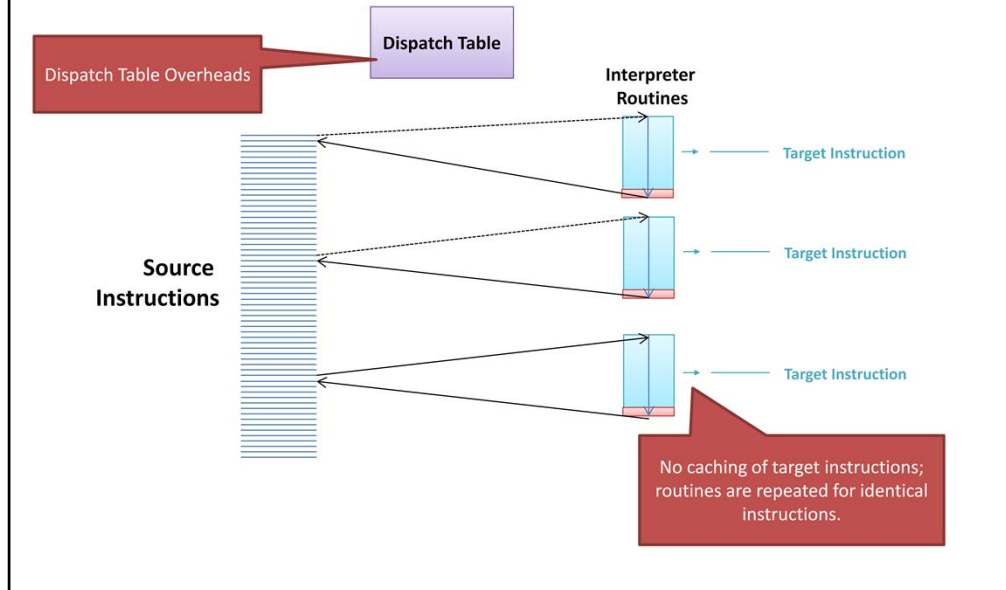 Dispatch Table
Dispatch Table Overheads
Interpreter
Routines
Target Instruction
Target Instruction
Source
Instructions
Target Instruction
No caching of target instructions;
routines are repeated for identical
instructions.